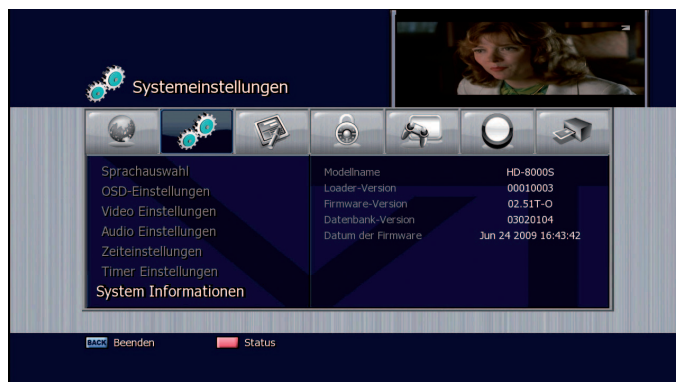 Systemeinstellungen
Sprachauswahl
OSD-Einstellungen
Video Einstellungen
Audio Einstellungen
Zeiteinstellungen
Timer Einstellungen
System Informationen
Modellname HD-8000S
Loader-Version 00010003
Firmware-Version 02.51T-O
Datenbank-Version 03020104
Datum der Firmware Jun 24 2009 16:43:42
BACK Beenden Status